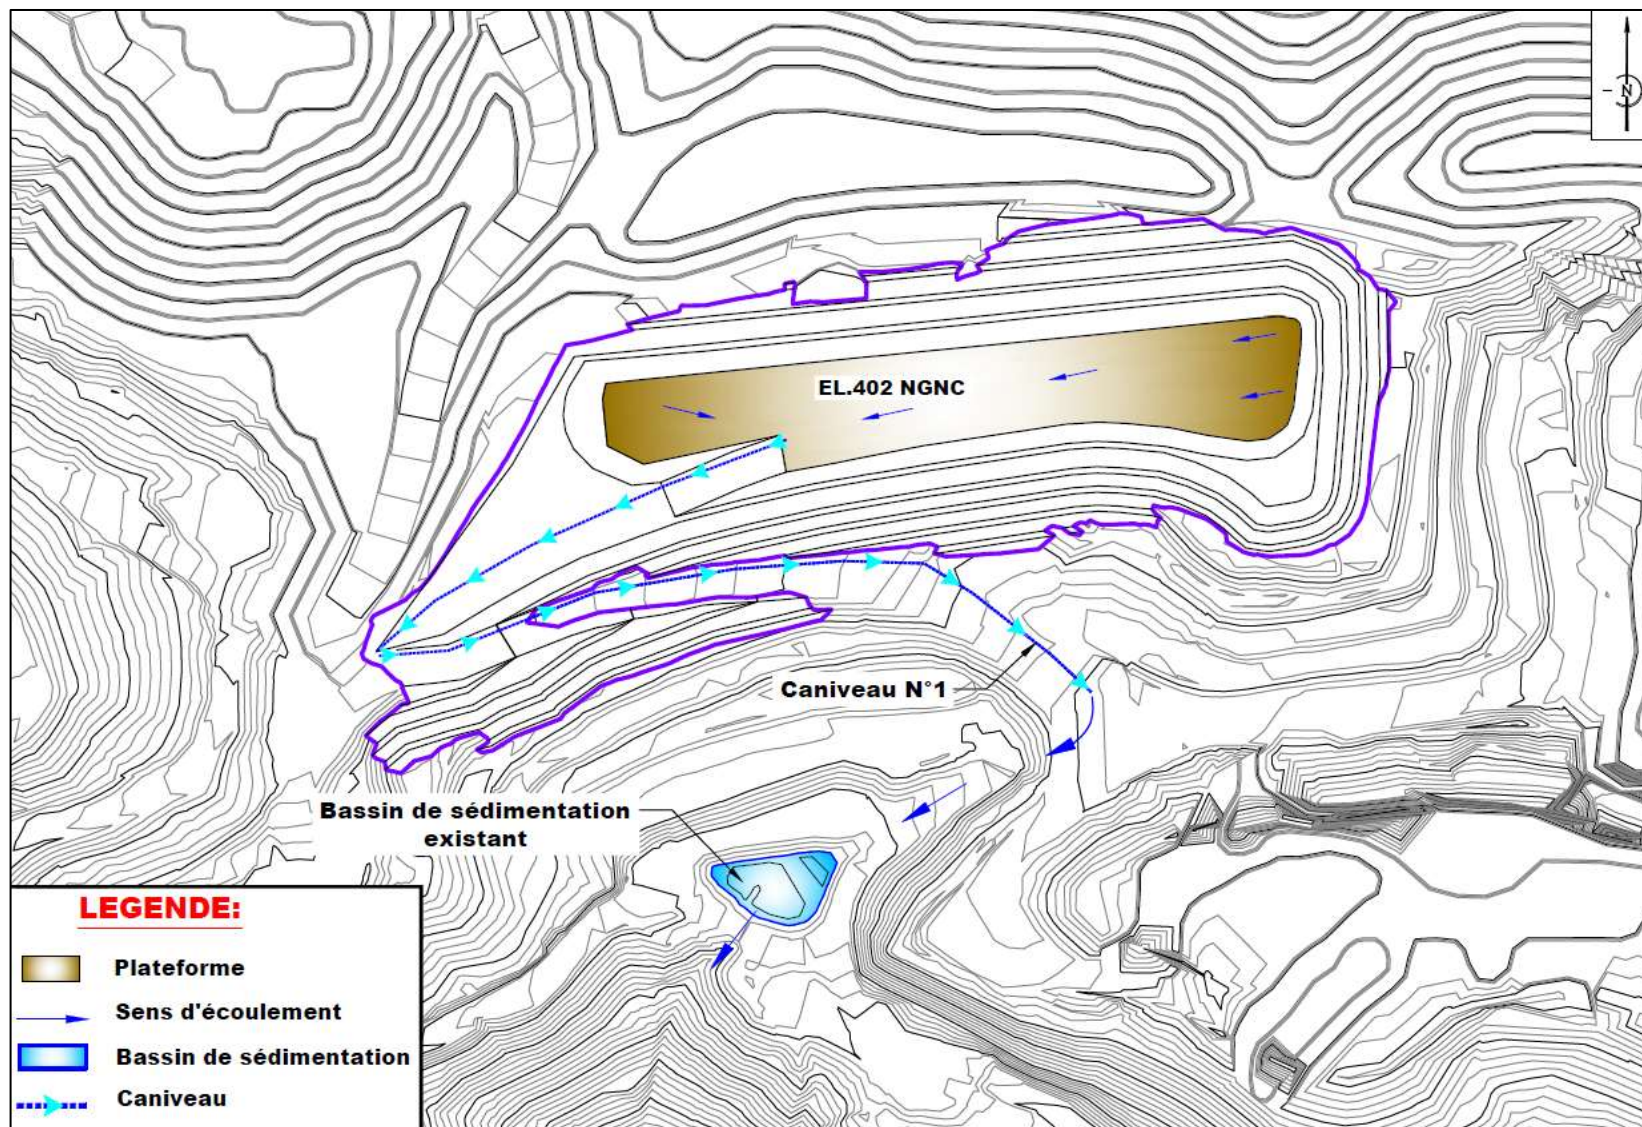 N
EL.402 NGNC
Caniveau N°1
Bassin de sédimentation
existant
LEGENDE:
Plateforme
Sens d'écoulement
Bassin de sédimentation
Caniveau